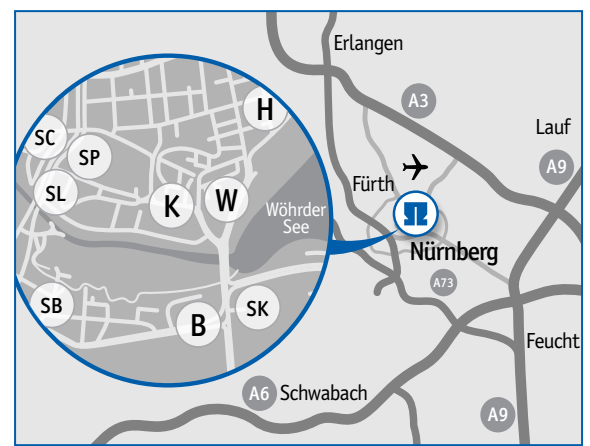 Erlangen
A3
H
Lauf
SC
SP
A9
SL
Fürth
K
W
Wöhrder
See
Nürnberg
A73
SB
SK
B
Feucht
A6
Schwabach
A9